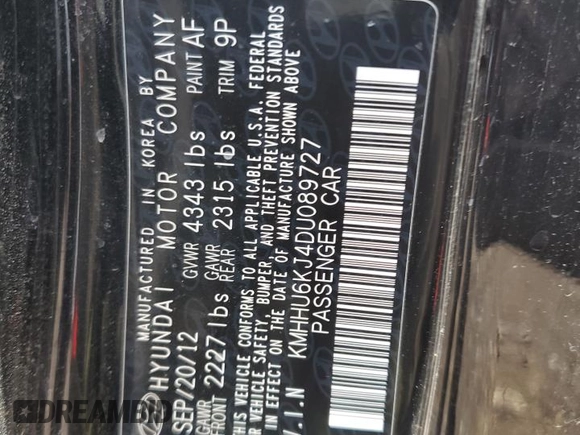 MANUFACTURED IN KOREA BY
HYUNDAI MOTOR COMPANY
SEP/20/12 GVWR 4343 lbs PAINT AF
GAWR FRONT 2227 lbs GAWR REAR 2315 lbs TRIM 9P
THIS VEHICLE CONFORMS TO ALL APPLICABLE U.S.A. FEDERAL
MOTOR VEHICLE SAFETY, BUMPER, AND THEFT PREVENTION STANDARDS
IN EFFECT ON THE DATE OF MANUFACTURE SHOWN ABOVE
V.I.N KMHHU6KJ4DU089727
PASSENGER CAR
DREAMBID